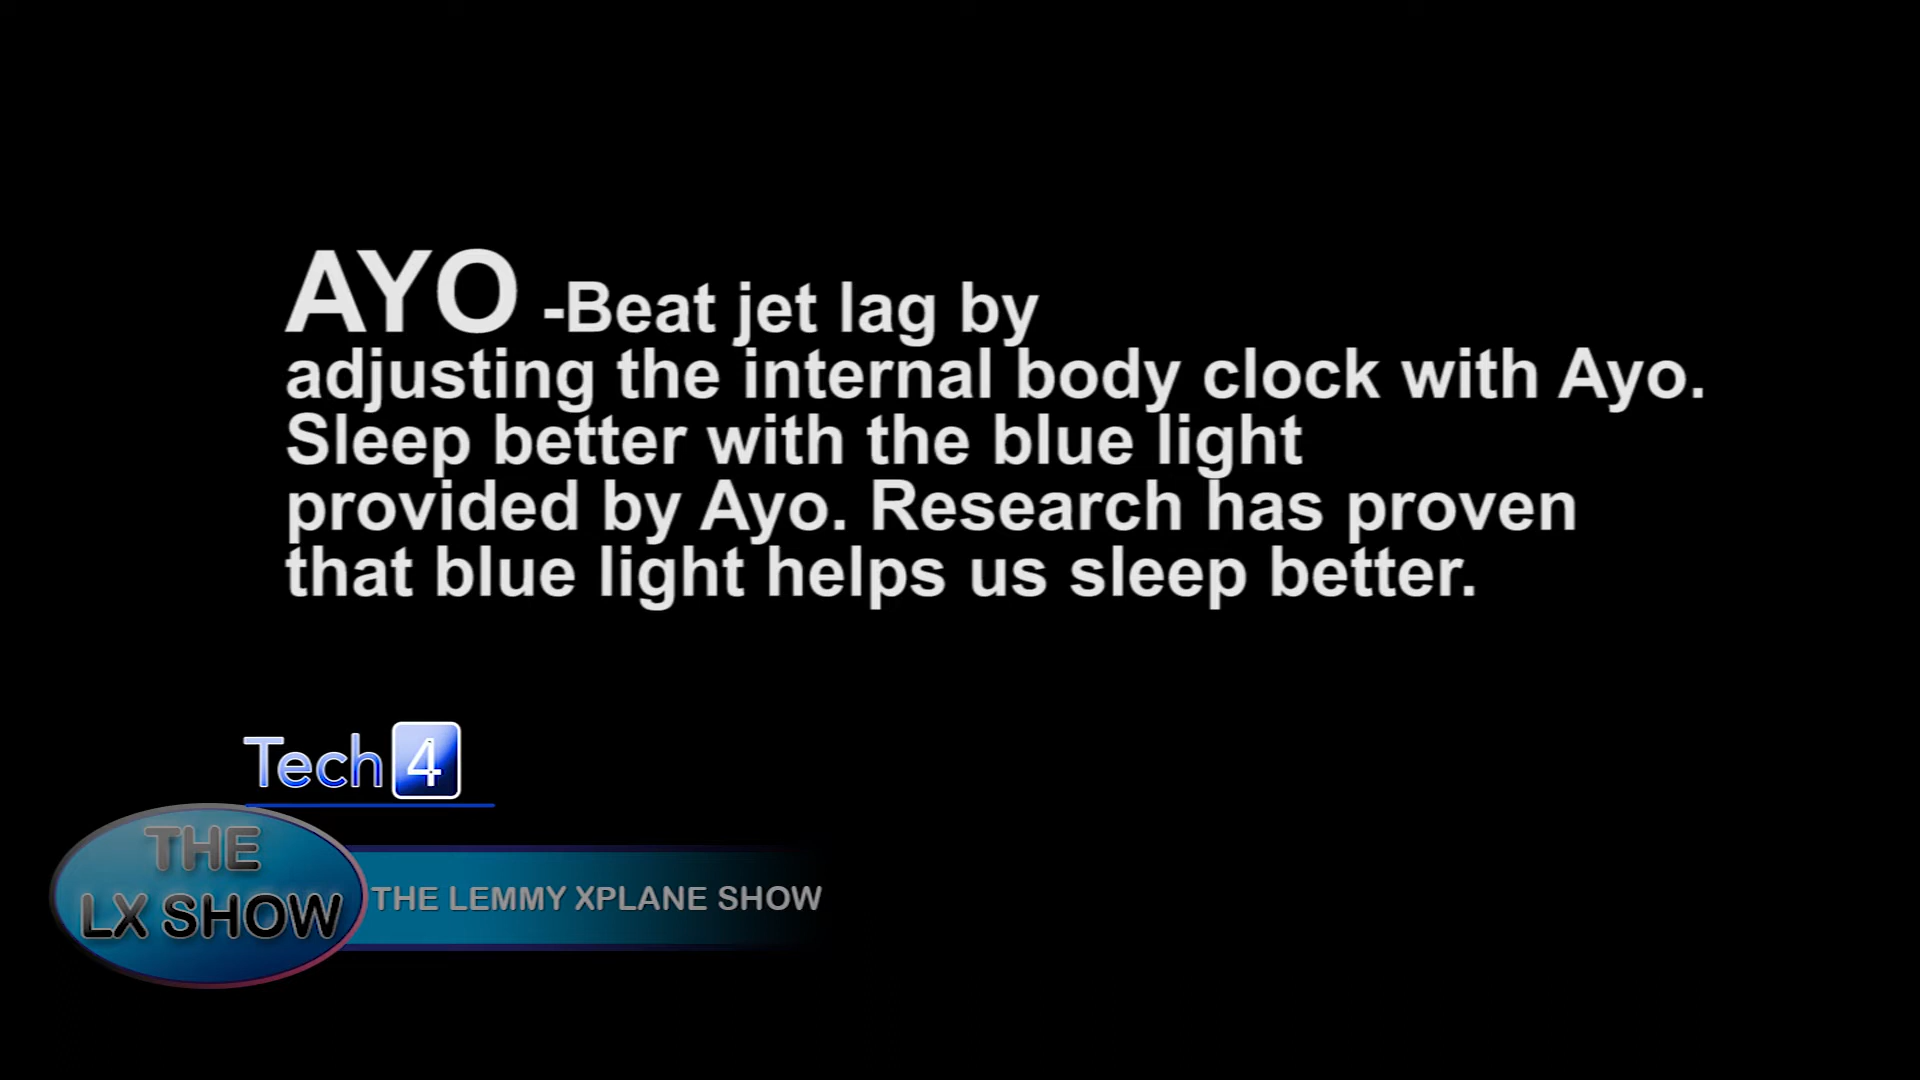 AYO -Beat jet lag by
adjusting the internal body clock with Ayo.
Sleep better with the blue light
provided by Ayo. Research has proven
that blue light helps us sleep better.
Tech 4
THE
LX SHOW
THE LEMMY XPLANE SHOW